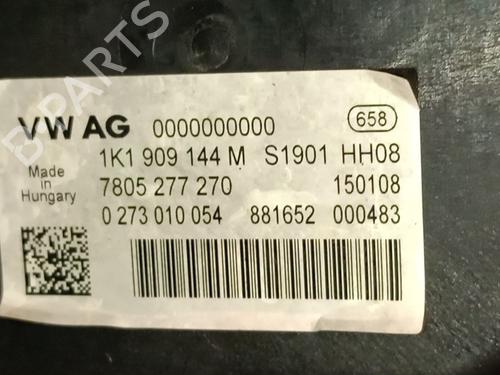 B-PARTS
VW AG 0000000000 658
1K1 909 144 M S1901 HH08
Made in Hungary
7805 277 270 150108
0 273 010 054 881652 000483